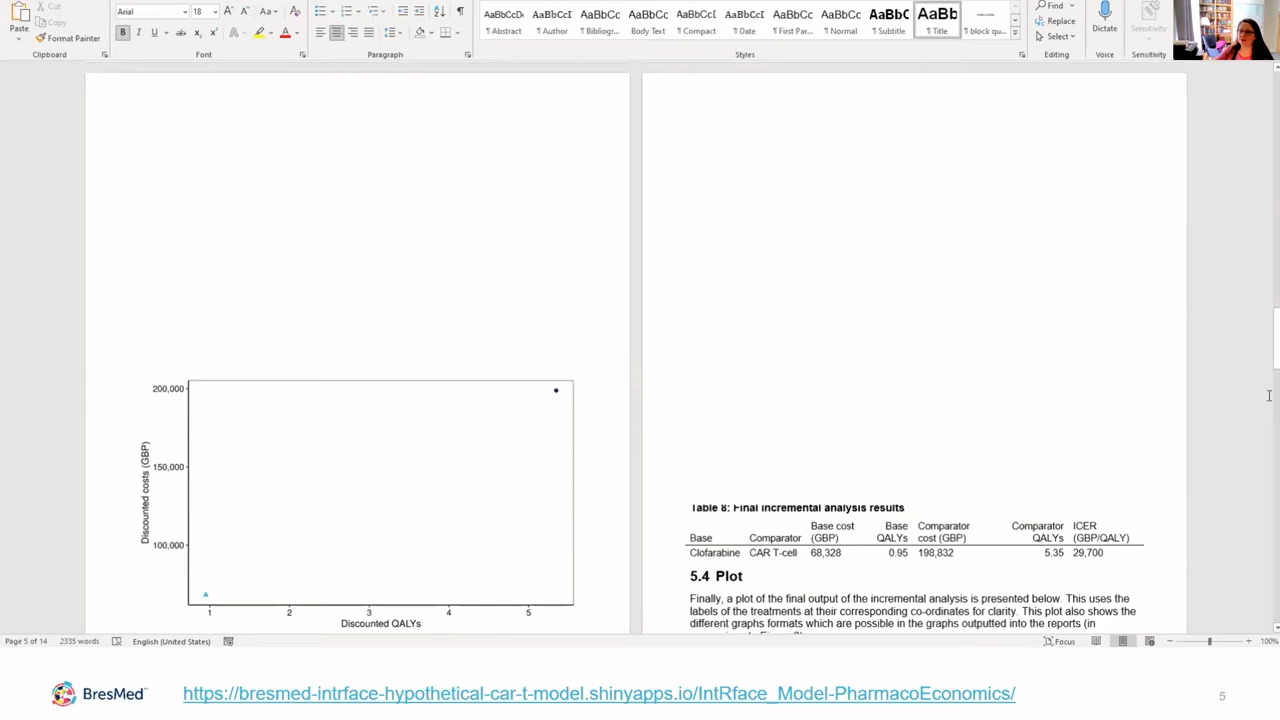 Cut
Copy
Paste
Format Painter
Clipboard
Arial
18
Font
Paragraph
AaBbCcD
¶ Abstract
AaBbCcI
¶ Author
AaBbCc
¶ Bibliogr...
AaBbCc
Body Text
AaBbCcI
¶ Compact
AaBbCcI
¶ Date
AaBbCc
¶ First Par...
AaBbCc
¶ Normal
AaBbC
¶ Subtitle
AaBb
¶ Title
¶ block qu...
Styles
Find
Replace
Select
Editing
Dictate
Voice
Sensitivity
Sensitivity
200,000
150,000
100,000
Discounted costs (GBP)
1 2 3 4 5
Discounted QALYs
Table 8: Final incremental analysis results
Base Comparator Base cost (GBP) Base QALYs Comparator cost (GBP) Comparator QALYs ICER (GBP/QALY)
Clofarabine CAR T-cell 68,328 0.95 198,832 5.35 29,700
5.4 Plot
Finally, a plot of the final output of the incremental analysis is presented below. This uses the
labels of the treatments at their corresponding co-ordinates for clarity. This plot also shows the
different graphs formats which are possible in the graphs outputted into the reports (in
Page 5 of 14 2335 words English (United States) Focus 100%
BresMed
https://bresmed-intrface-hypothetical-car-t-model.shinyapps.io/IntRface_Model-PharmacoEconomics/
5